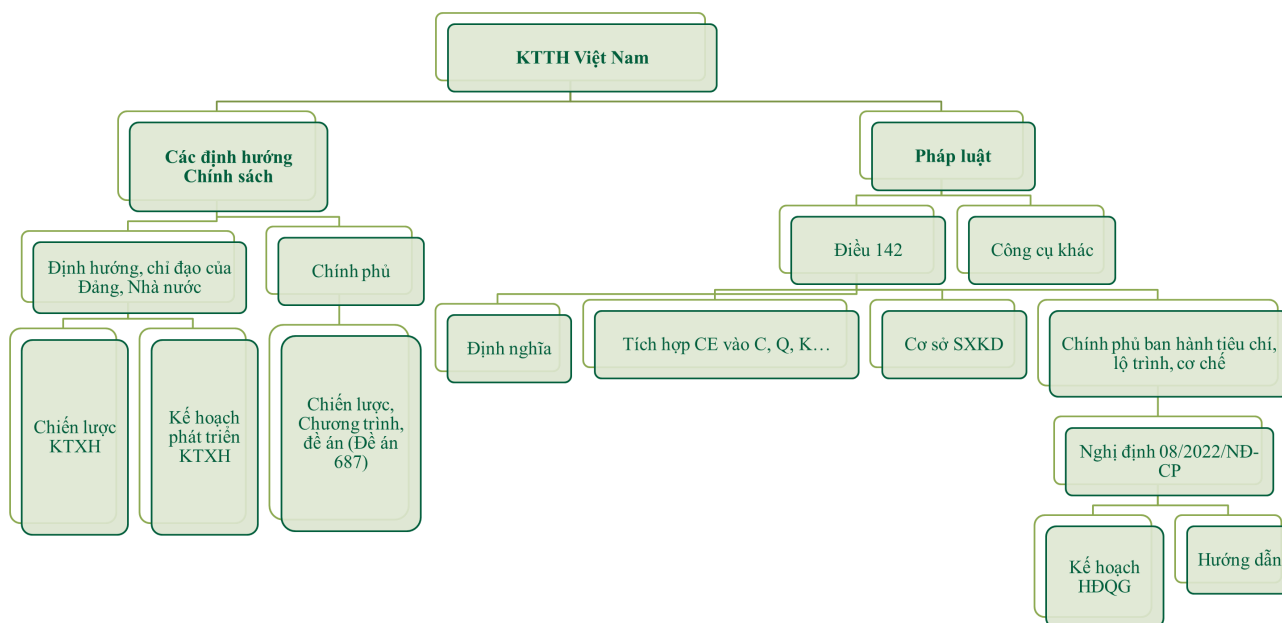 KTTH Việt Nam
Các định hướng
Chính sách
Pháp luật
Định hướng, chỉ đạo của
Đảng, Nhà nước
Chính phủ
Điều 142
Công cụ khác
Chiến lược
KTXH
Kế hoạch
phát triển
KTXH
Chiến lược,
Chương trình,
đề án (Đề án
687)
Định nghĩa
Tích hợp CE vào C, Q, K…
Cơ sở SXKD
Chính phủ ban hành tiêu chí,
lộ trình, cơ chế
Nghị định 08/2022/NĐ-
CP
Kế hoạch
HĐQG
Hướng dẫn